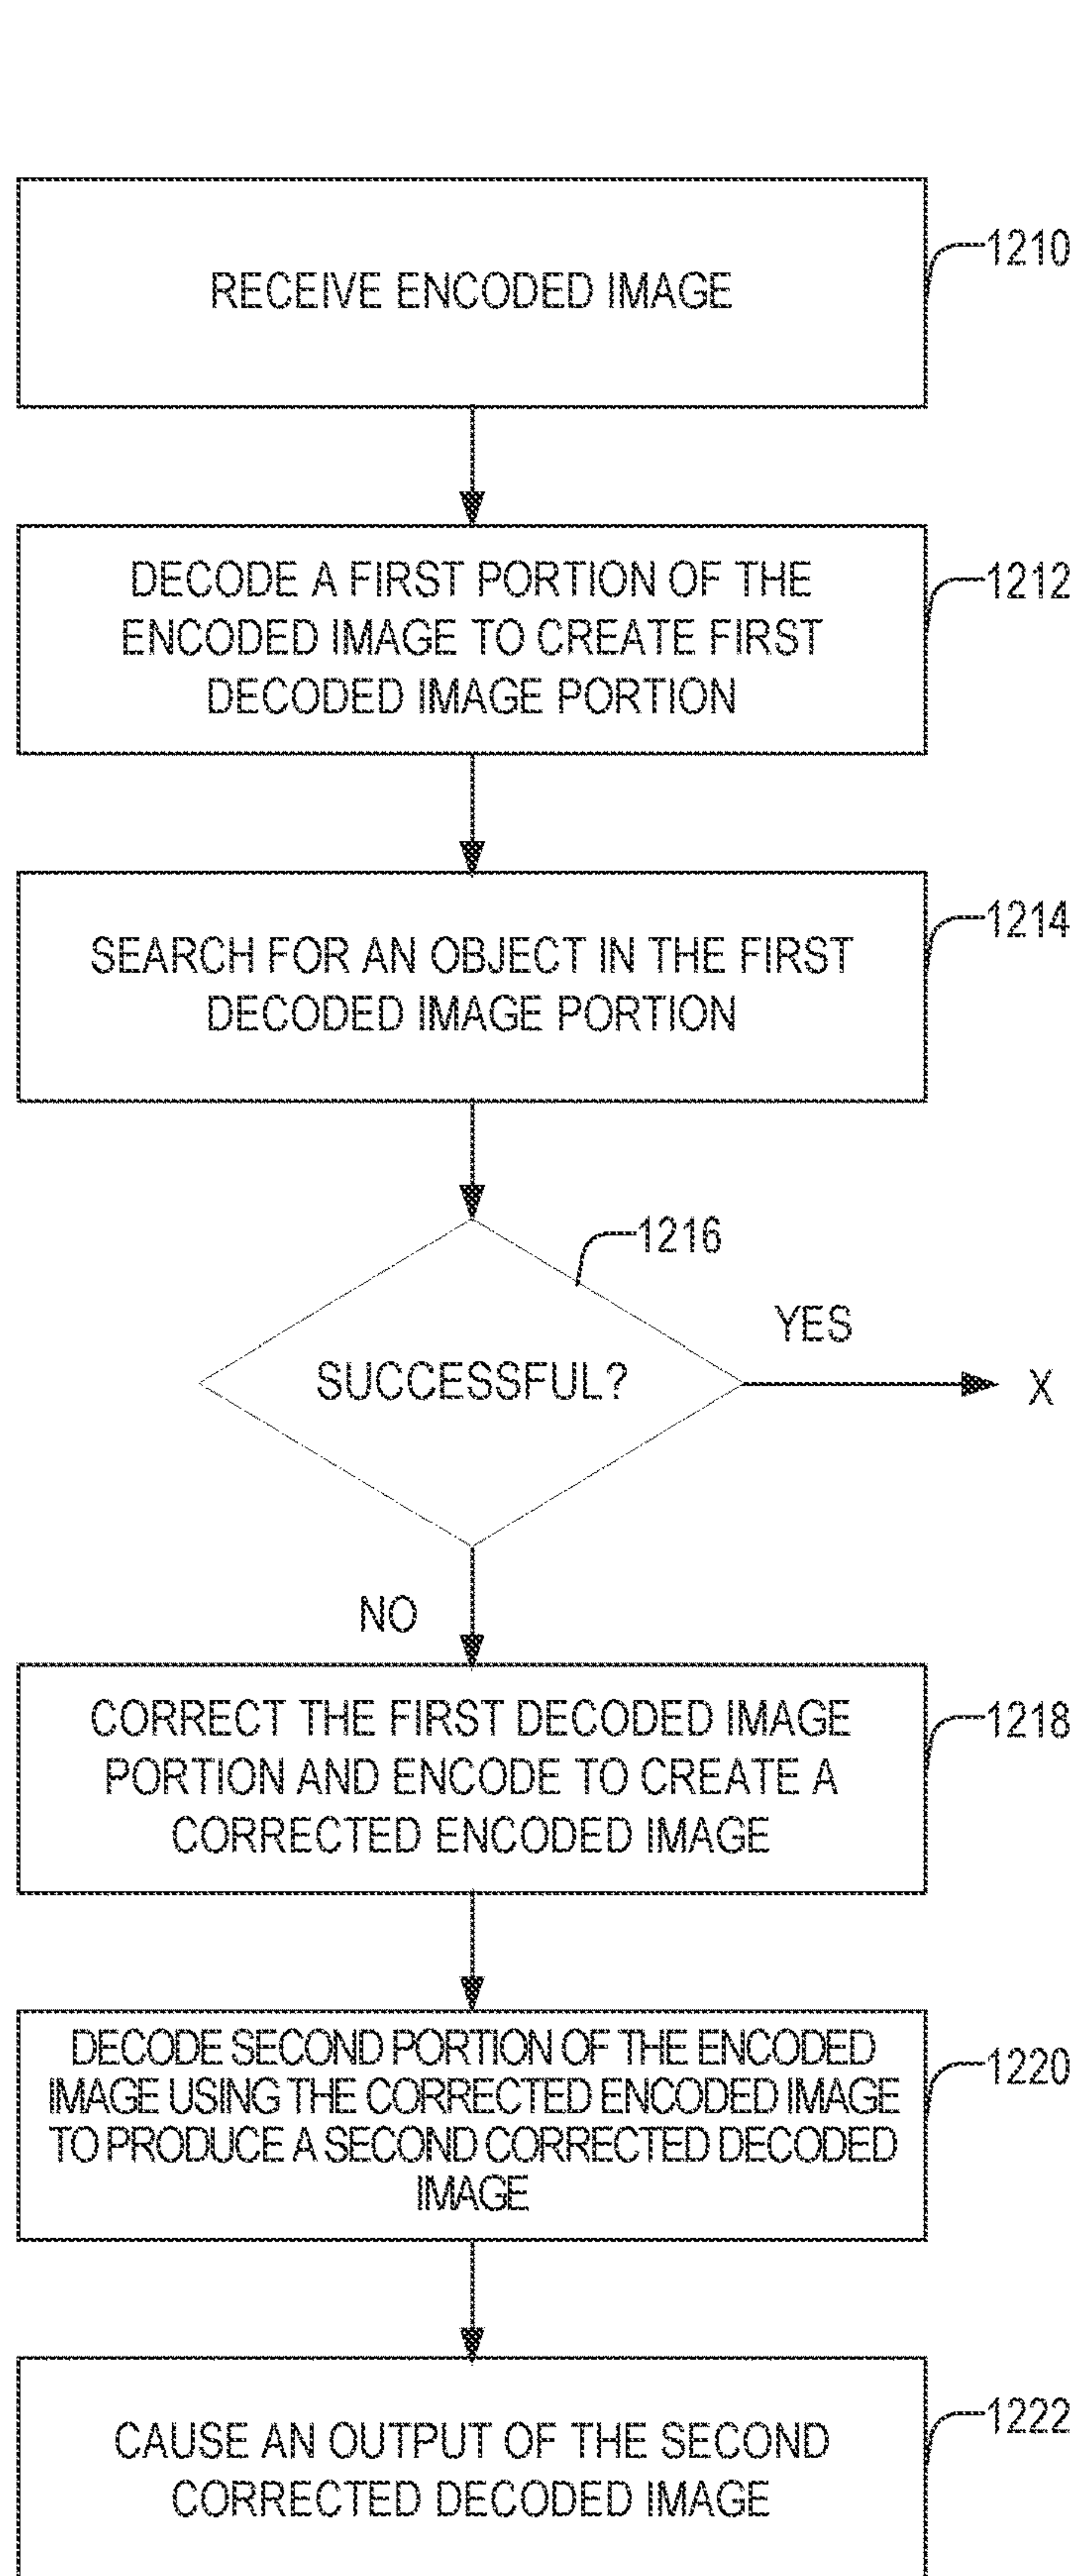 RECEIVE ENCODED IMAGE
1210
DECODE A FIRST PORTION OF THE
ENCODED IMAGE TO CREATE FIRST
DECODED IMAGE PORTION
1212
SEARCH FOR AN OBJECT IN THE FIRST
DECODED IMAGE PORTION
1214
1216
SUCCESSFUL?
YES
X
NO
CORRECT THE FIRST DECODED IMAGE
PORTION AND ENCODE TO CREATE A
CORRECTED ENCODED IMAGE
1218
DECODE SECOND PORTION OF THE ENCODED
IMAGE USING THE CORRECTED ENCODED IMAGE
TO PRODUCE A SECOND CORRECTED DECODED
IMAGE
1220
CAUSE AN OUTPUT OF THE SECOND
CORRECTED DECODED IMAGE
1222